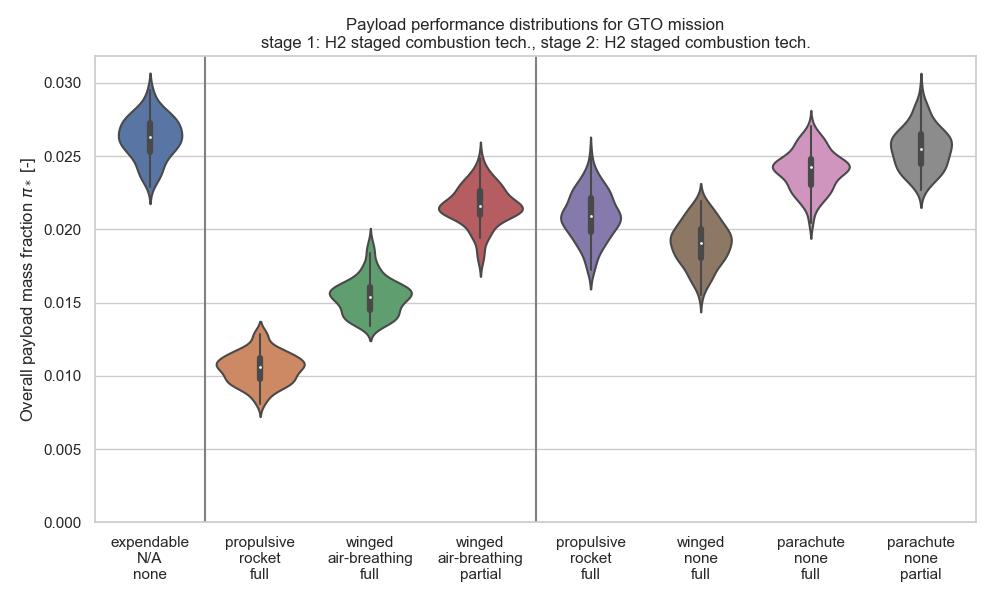 Payload performance distributions for GTO mission
stage 1: H2 staged combustion tech., stage 2: H2 staged combustion tech.
Overall payload mass fraction π* [-]
0.030
0.025
0.020
0.015
0.010
0.005
0.000
expendable
N/A
none
propulsive
rocket
full
winged
air-breathing
full
winged
air-breathing
partial
propulsive
rocket
full
winged
none
full
parachute
none
full
parachute
none
partial